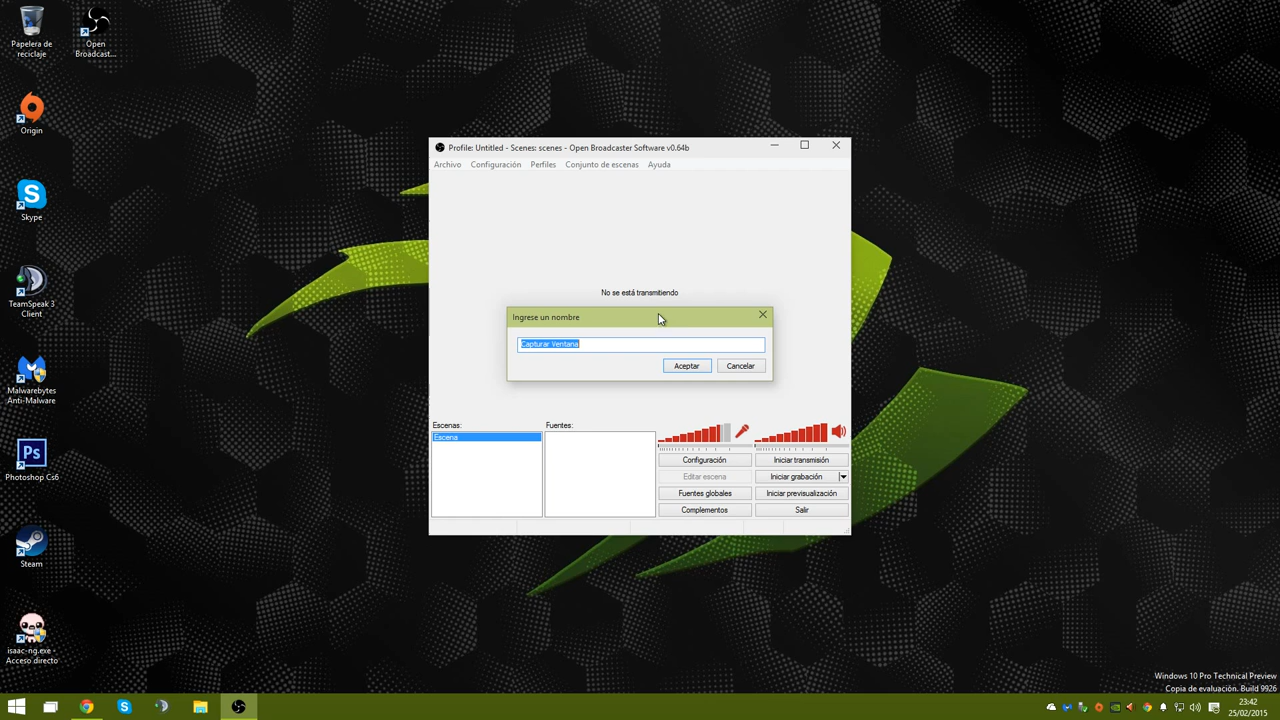 Papelera de
reciclaje
Open
Broadcast...
Origin
Skype
TeamSpeak 3
Client
Malwarebytes
Anti-Malware
Ps
Photoshop Cs6
Steam
isaac-ng.exe -
Acceso directo
Profile: Untitled - Scenes: scenes - Open Broadcaster Software v0.64b
Archivo Configuración Perfiles Conjunto de escenas Ayuda
No se está transmitiendo
Ingrese un nombre
Capturar Ventana
Aceptar Cancelar
Escenas: Fuentes:
Escena
Configuración Iniciar transmisión
Editar escena Iniciar grabación
Fuentes globales Iniciar previsualización
Complementos Salir
Windows 10 Pro Technical Preview
Copia de evaluación. Build 9926
23:42
25/02/2015